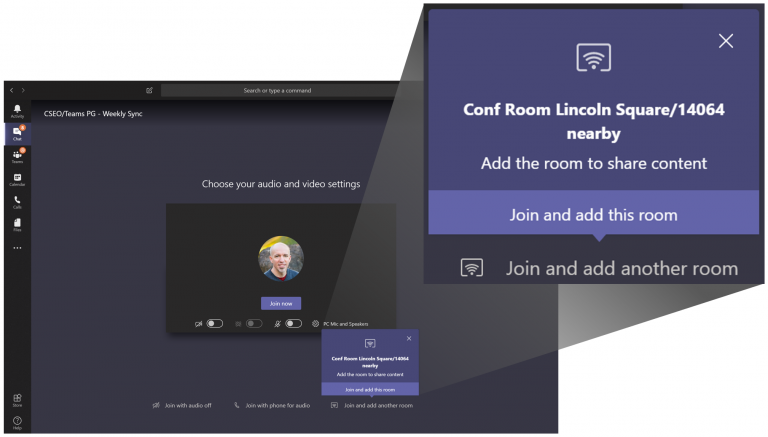 Search or type a command
Activity
CSEO/Teams PG - Weekly Sync
Chat
Teams
Calendar
Calls
Files
Choose your audio and video settings
Join now
PC Mic and Speakers
Conf Room Lincoln Square/14064
nearby
Add the room to share content
Join and add this room
Join with audio off
Join with phone for audio
Join and add another room
Store
Help
Conf Room Lincoln Square/14064
nearby
Add the room to share content
Join and add this room
Join and add another room